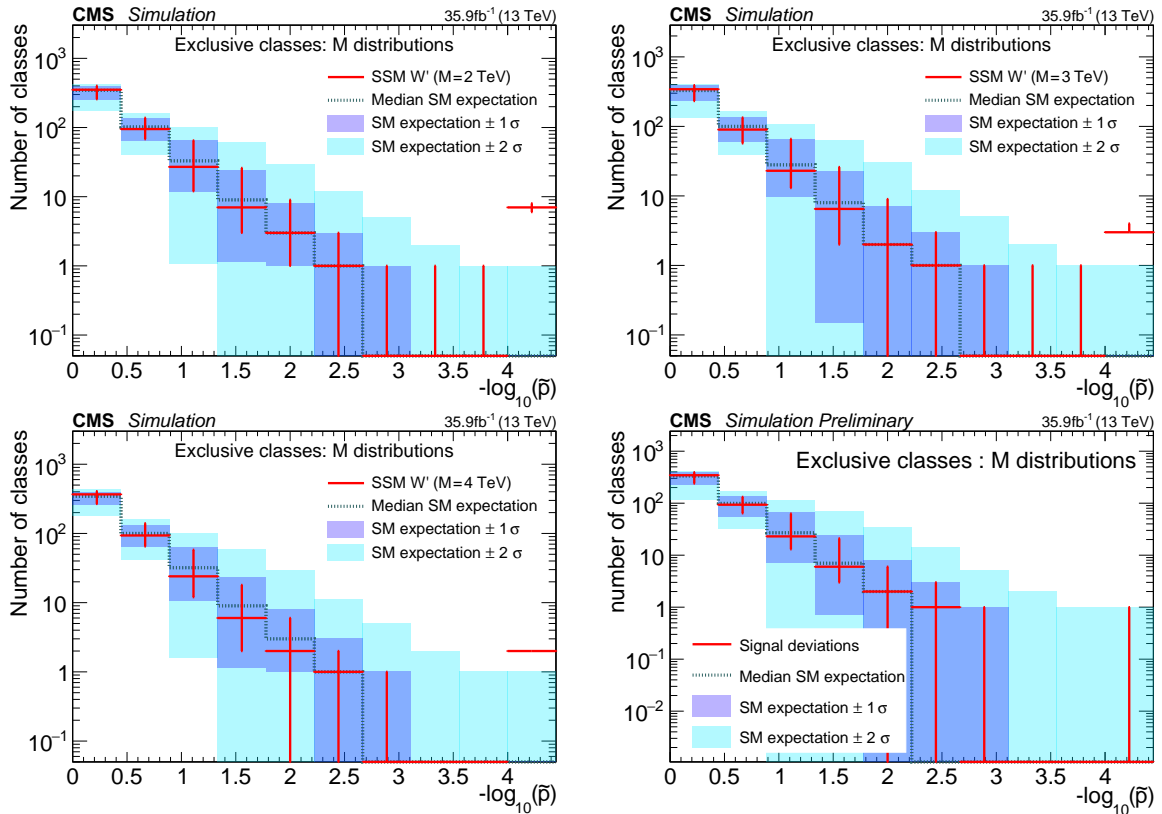 CMS Simulation 35.9fb⁻¹ (13 TeV)
Exclusive classes: M distributions
SSM W' (M=2 TeV)
Median SM expectation
SM expectation ± 1σ
SM expectation ± 2 σ
Number of classes
10³
10²
10
1
10⁻¹
0 0.5 1 1.5 2 2.5 3 3.5 4
-log₁₀(p̃)
CMS Simulation 35.9fb⁻¹ (13 TeV)
Exclusive classes: M distributions
SSM W' (M=3 TeV)
Median SM expectation
SM expectation ± 1σ
SM expectation ± 2 σ
Number of classes
10³
10²
10
1
10⁻¹
0 0.5 1 1.5 2 2.5 3 3.5 4
-log₁₀(p̃)
CMS Simulation 35.9fb⁻¹ (13 TeV)
Exclusive classes: M distributions
SSM W' (M=4 TeV)
Median SM expectation
SM expectation ± 1σ
SM expectation ± 2 σ
Number of classes
10³
10²
10
1
10⁻¹
0 0.5 1 1.5 2 2.5 3 3.5 4
-log₁₀(p̃)
CMS Simulation Preliminary 35.9fb⁻¹ (13 TeV)
Exclusive classes : M distributions
number of classes
10³
10²
10
1
10⁻¹
10⁻²
Signal deviations
Median SM expectation
SM expectation ± 1 σ
SM expectation ± 2 σ
0 0.5 1 1.5 2 2.5 3 3.5 4
-log₁₀(p̃)